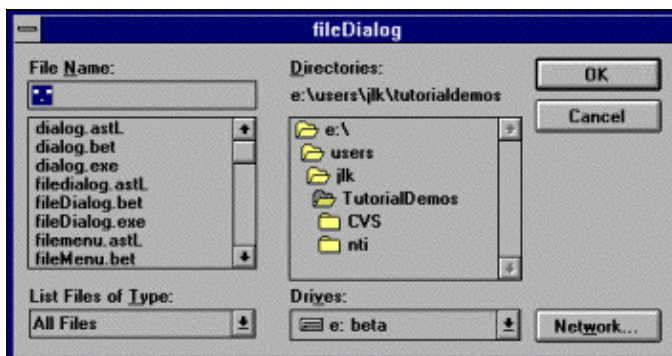 fileDialog
File Name:
*.*
dialog.astL
dialog.bet
dialog.exe
filedialog.astL
fileDialog.bet
fileDialog.exe
filemenu.astL
fileMenu.bet
List Files of Type:
All Files
Directories:
e:\users\jlk\tutorialdemos
e:\
users
jlk
TutorialDemos
CVS
nti
Drives:
e: beta
OK
Cancel
Network...